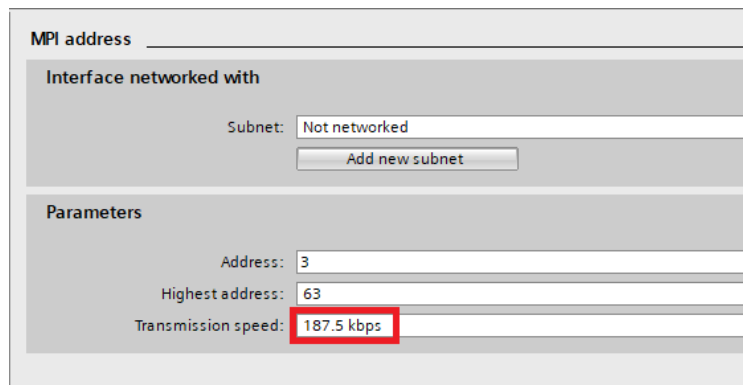 MPI address
Interface networked with
Subnet: Not networked
Add new subnet
Parameters
Address: 3
Highest address: 63
Transmission speed: 187.5 kbps